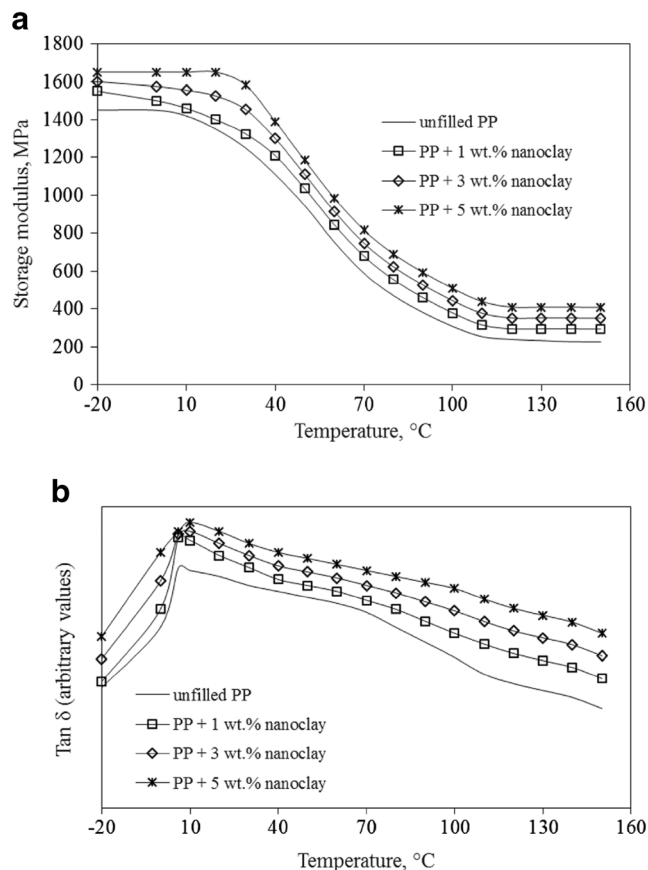 a
1800
1600
1400
1200
1000
800
600
400
200
0
Storage modulus, MPa
unfilled PP
PP + 1 wt.% nanoclay
PP + 3 wt.% nanoclay
PP + 5 wt.% nanoclay
-20 10 40 70 100 130 160
Temperature, °C
b
Tan δ (arbitrary values)
unfilled PP
PP + 1 wt.% nanoclay
PP + 3 wt.% nanoclay
PP + 5 wt.% nanoclay
-20 10 40 70 100 130 160
Temperature, °C